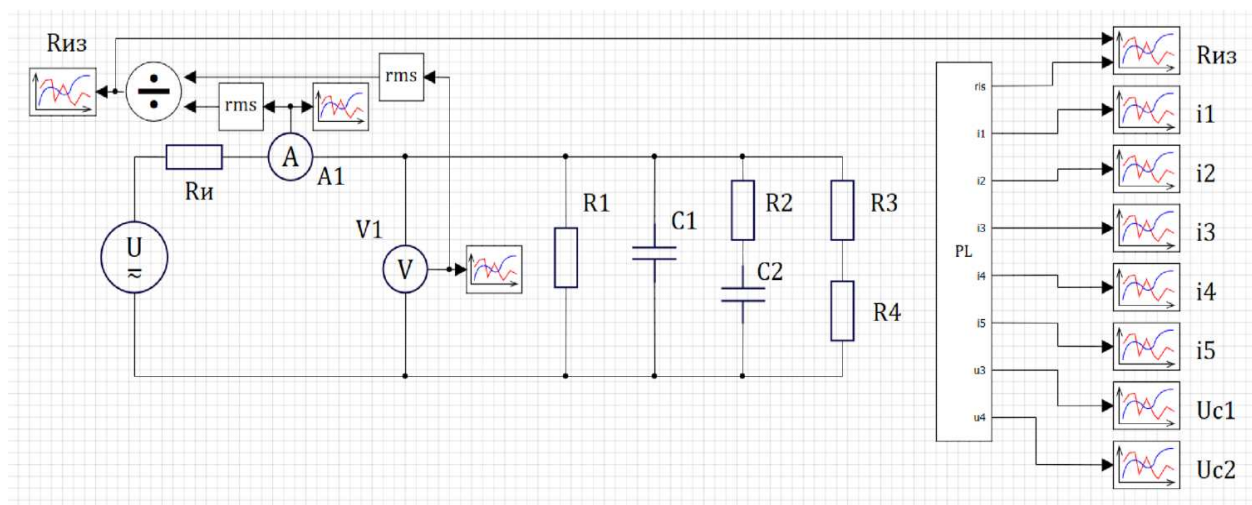 Rиз
rms
rms
Rи
A
A1
U
V1
V
R1
C1
R2
C2
R3
R4
PL
ris
i1
i2
i3
i4
i5
u3
u4
Rиз
i1
i2
i3
i4
i5
Uc1
Uc2